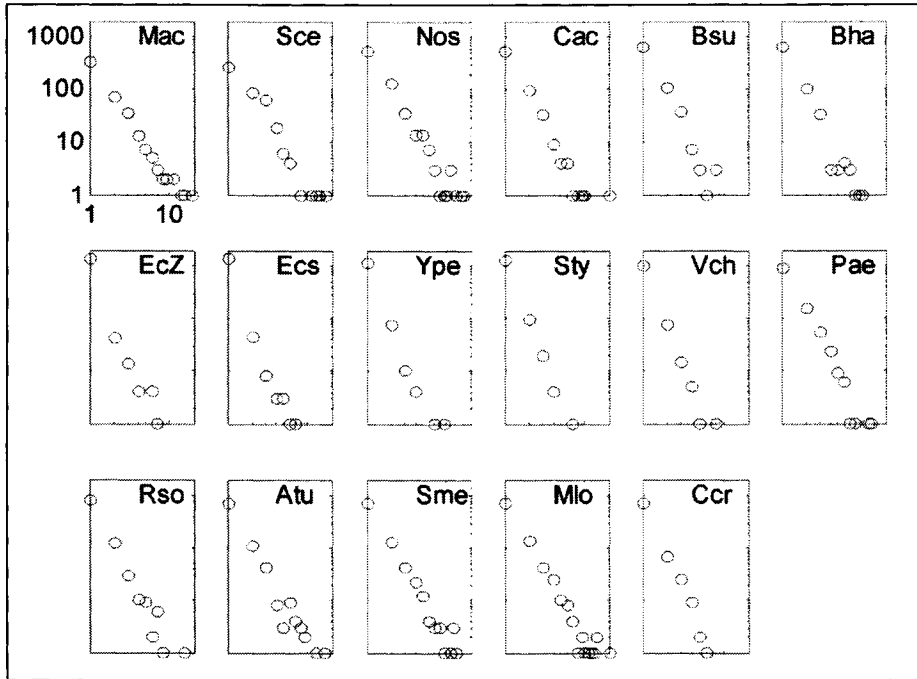 1000 Mac Sce Nos Cac Bsu Bha
100
10
1
1 10
EcZ Ecs Ype Sty Vch Pae
Rso Atu Sme Mlo Ccr